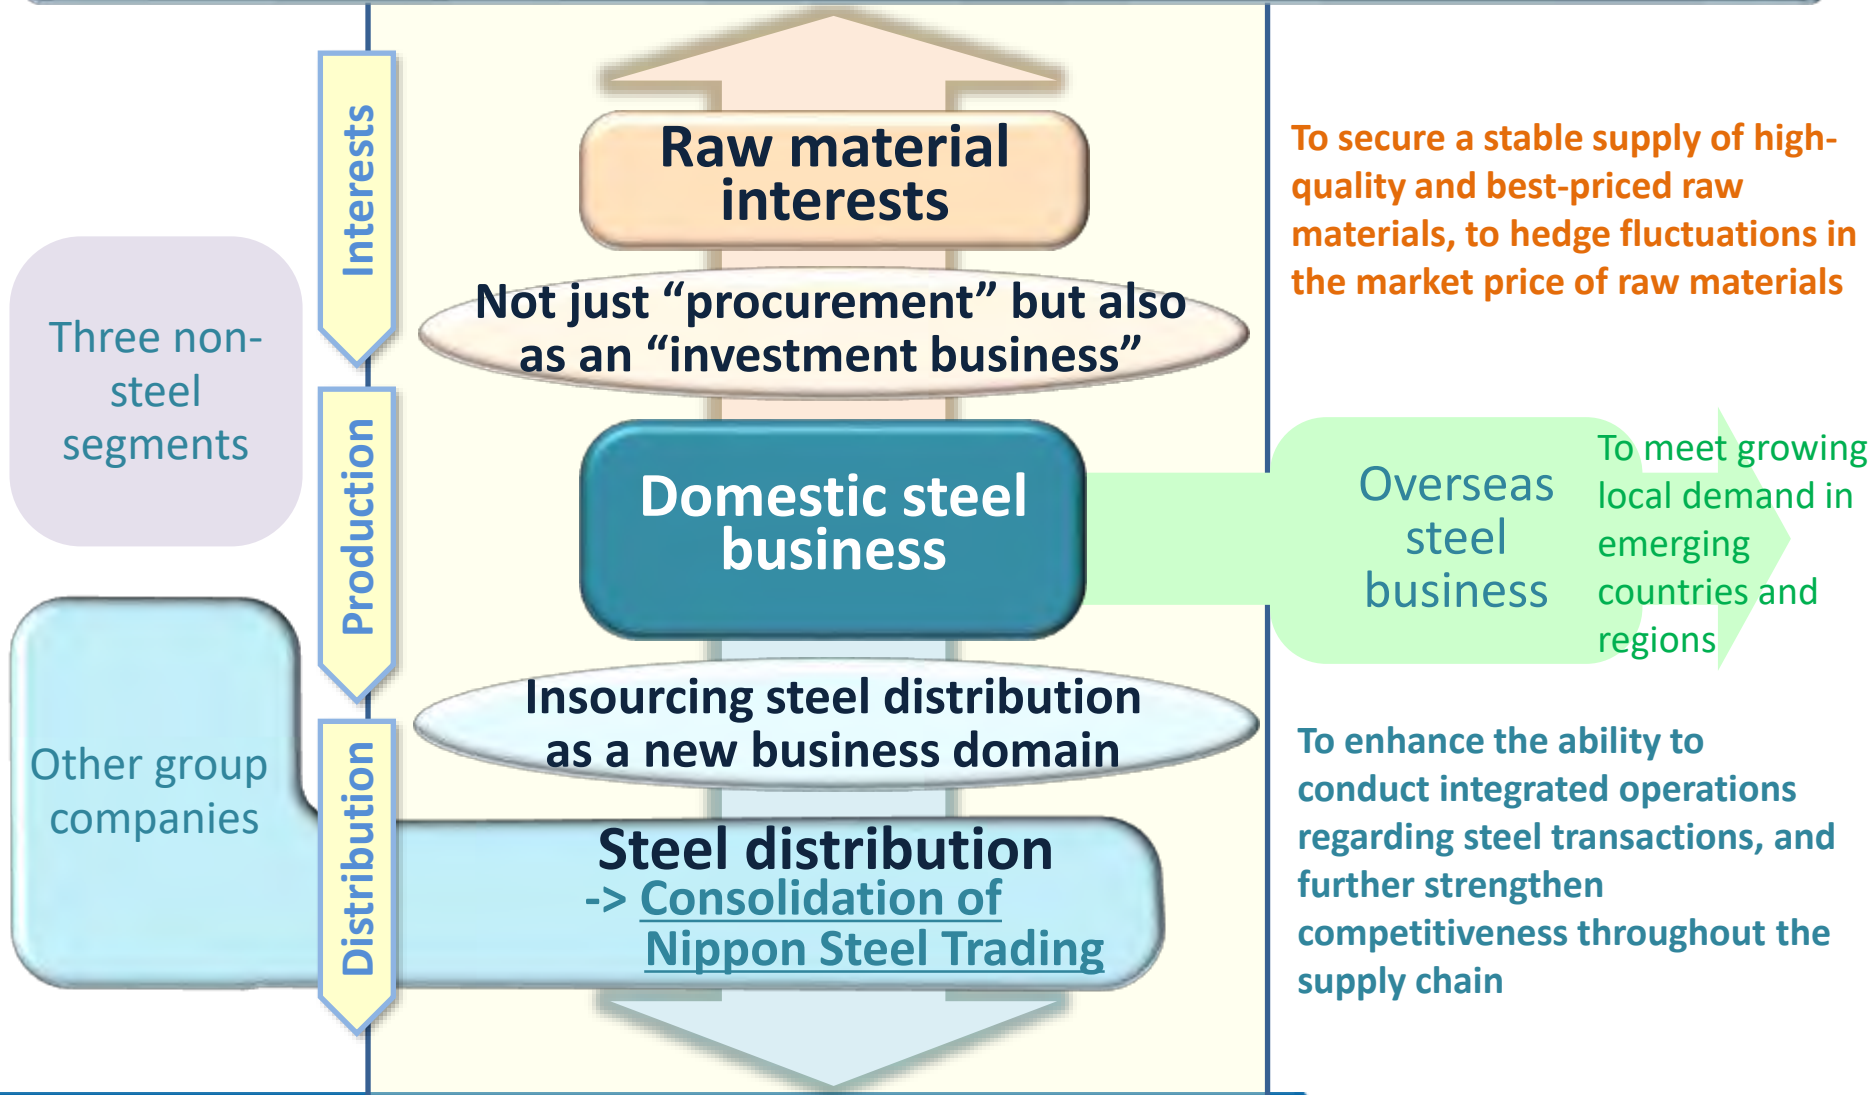 Interests
Raw material
interests
To secure a stable supply of high-
quality and best-priced raw
materials, to hedge fluctuations in
the market price of raw materials
Not just “procurement” but also
as an “investment business”
Three non-
steel
segments
Production
Domestic steel
business
Overseas
steel
business
To meet growing
local demand in
emerging
countries and
regions
Insourcing steel distribution
as a new business domain
Other group
companies
Distribution
Steel distribution
-> Consolidation of
Nippon Steel Trading
To enhance the ability to
conduct integrated operations
regarding steel transactions, and
further strengthen
competitiveness throughout the
supply chain